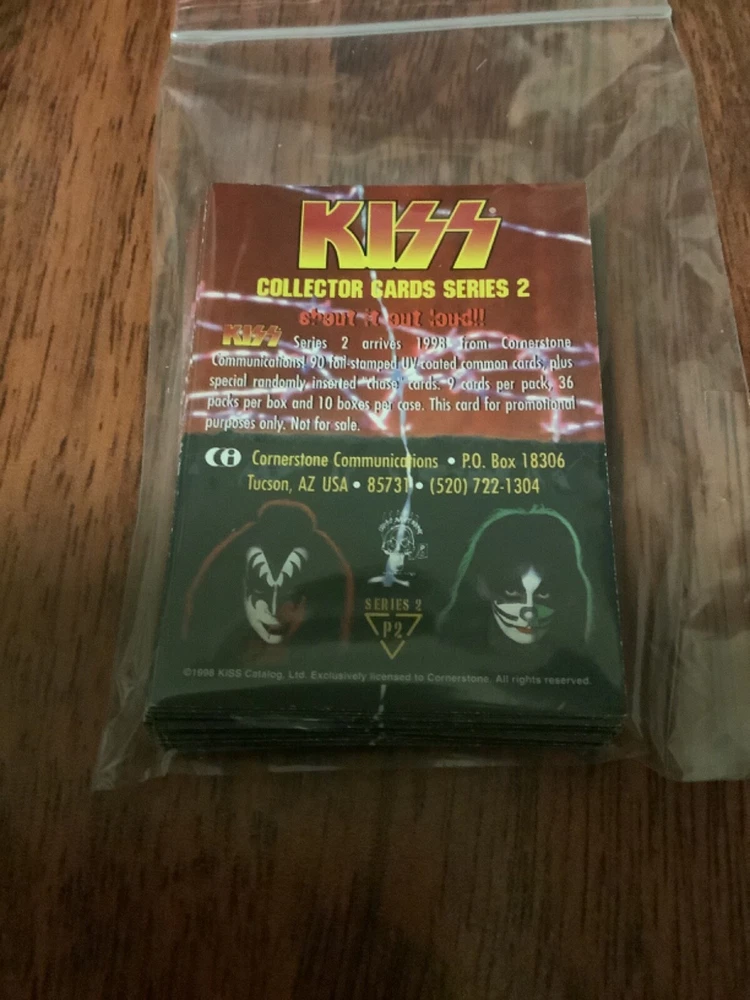 KISS®
COLLECTOR CARDS SERIES 2
shout it out loud!!
KISS Series 2 arrives 1998 from Cornerstone
Communications! 90 foil-stamped UV coated common cards, plus
special randomly inserted "chase" cards. 9 cards per pack, 36
packs per box and 10 boxes per case. This card for promotional
purposes only. Not for sale.
Cornerstone Communications • P.O. Box 18306
Tucson, AZ USA • 85731 • (520) 722-1304
SERIES 2
P2
©1998 KISS Catalog, Ltd. Exclusively licensed to Cornerstone. All rights reserved.